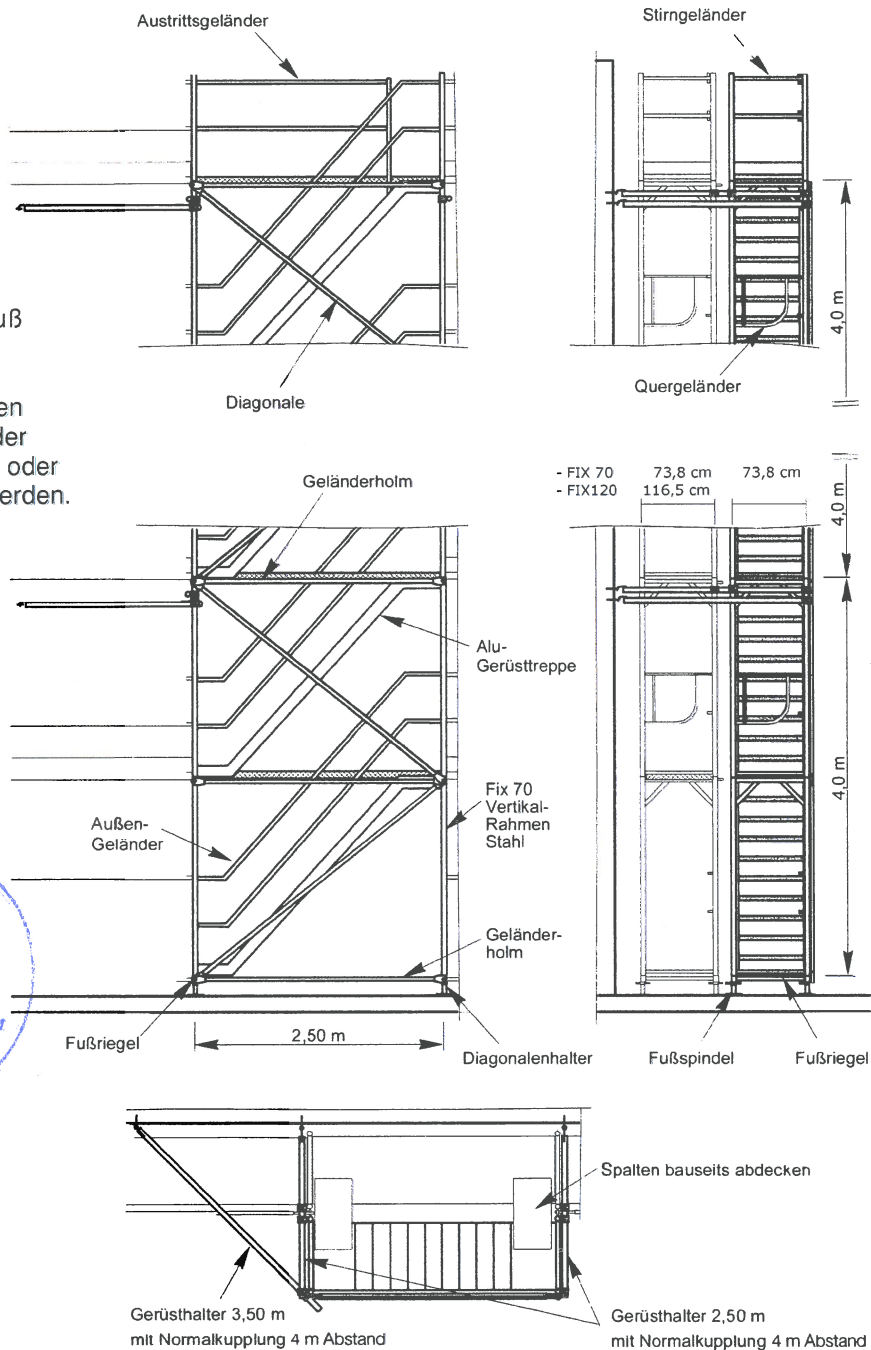 Austrittsgeländer
Stirngeländer
4,0 m
uß
Diagonale
Quergeländer
en
der
oder
erden.
Geländerholm
- FIX 70 73,8 cm 73,8 cm
- FIX120 116,5 cm
4,0 m
Alu-
Gerüsttreppe
Fix 70
Vertikal-
Rahmen
Stahl
4,0 m
Außen-
Geländer
Geländer-
holm
Fußriegel
2,50 m
Diagonalenhalter
Fußspindel
Fußriegel
Spalten bauseits abdecken
Gerüsthalter 3,50 m
mit Normalkupplung 4 m Abstand
Gerüsthalter 2,50 m
mit Normalkupplung 4 m Abstand